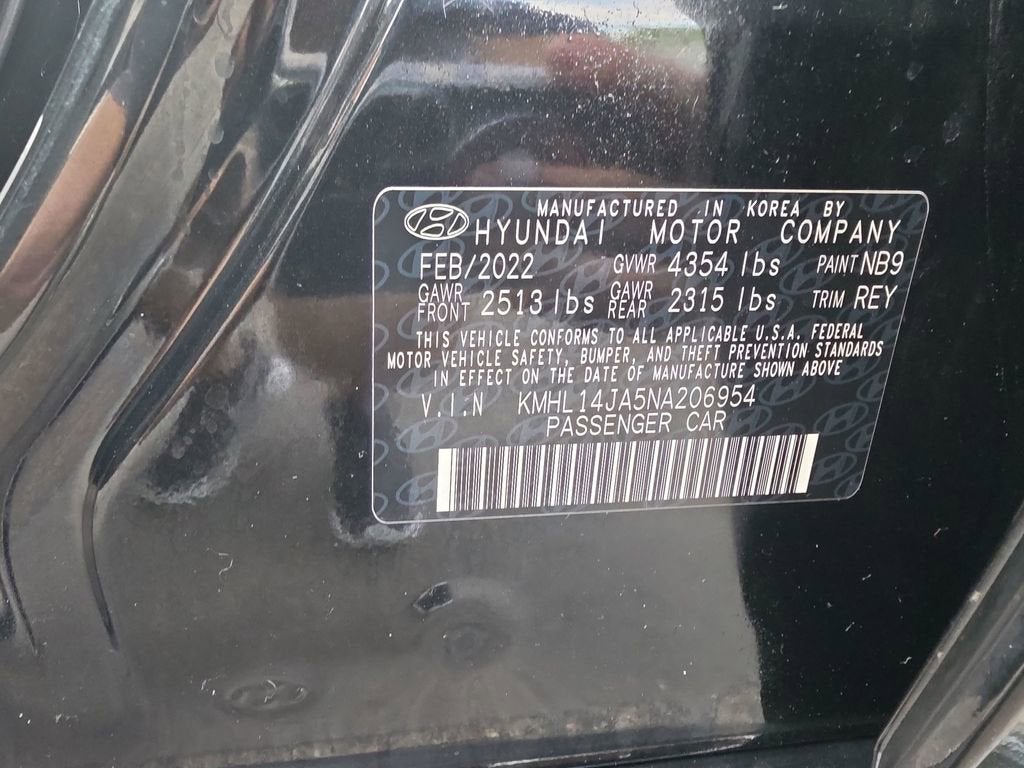 MANUFACTURED IN KOREA BY
HYUNDAI MOTOR COMPANY
FEB/2022 GVWR 4354 lbs PAINT NB9
GAWR FRONT 2513 lbs GAWR REAR 2315 lbs TRIM REY
THIS VEHICLE CONFORMS TO ALL APPLICABLE U.S.A. FEDERAL
MOTOR VEHICLE SAFETY, BUMPER, AND THEFT PREVENTION STANDARDS
IN EFFECT ON THE DATE OF MANUFACTURE SHOWN ABOVE
V.I.N KMHL14JA5NA206954
PASSENGER CAR